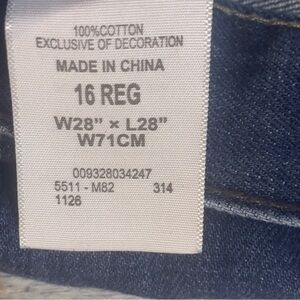 100%COTTON
EXCLUSIVE OF DECORATION
MADE IN CHINA
16 REG
W28" × L28"
W71CM
009328034247
5511 - M82 314
1126